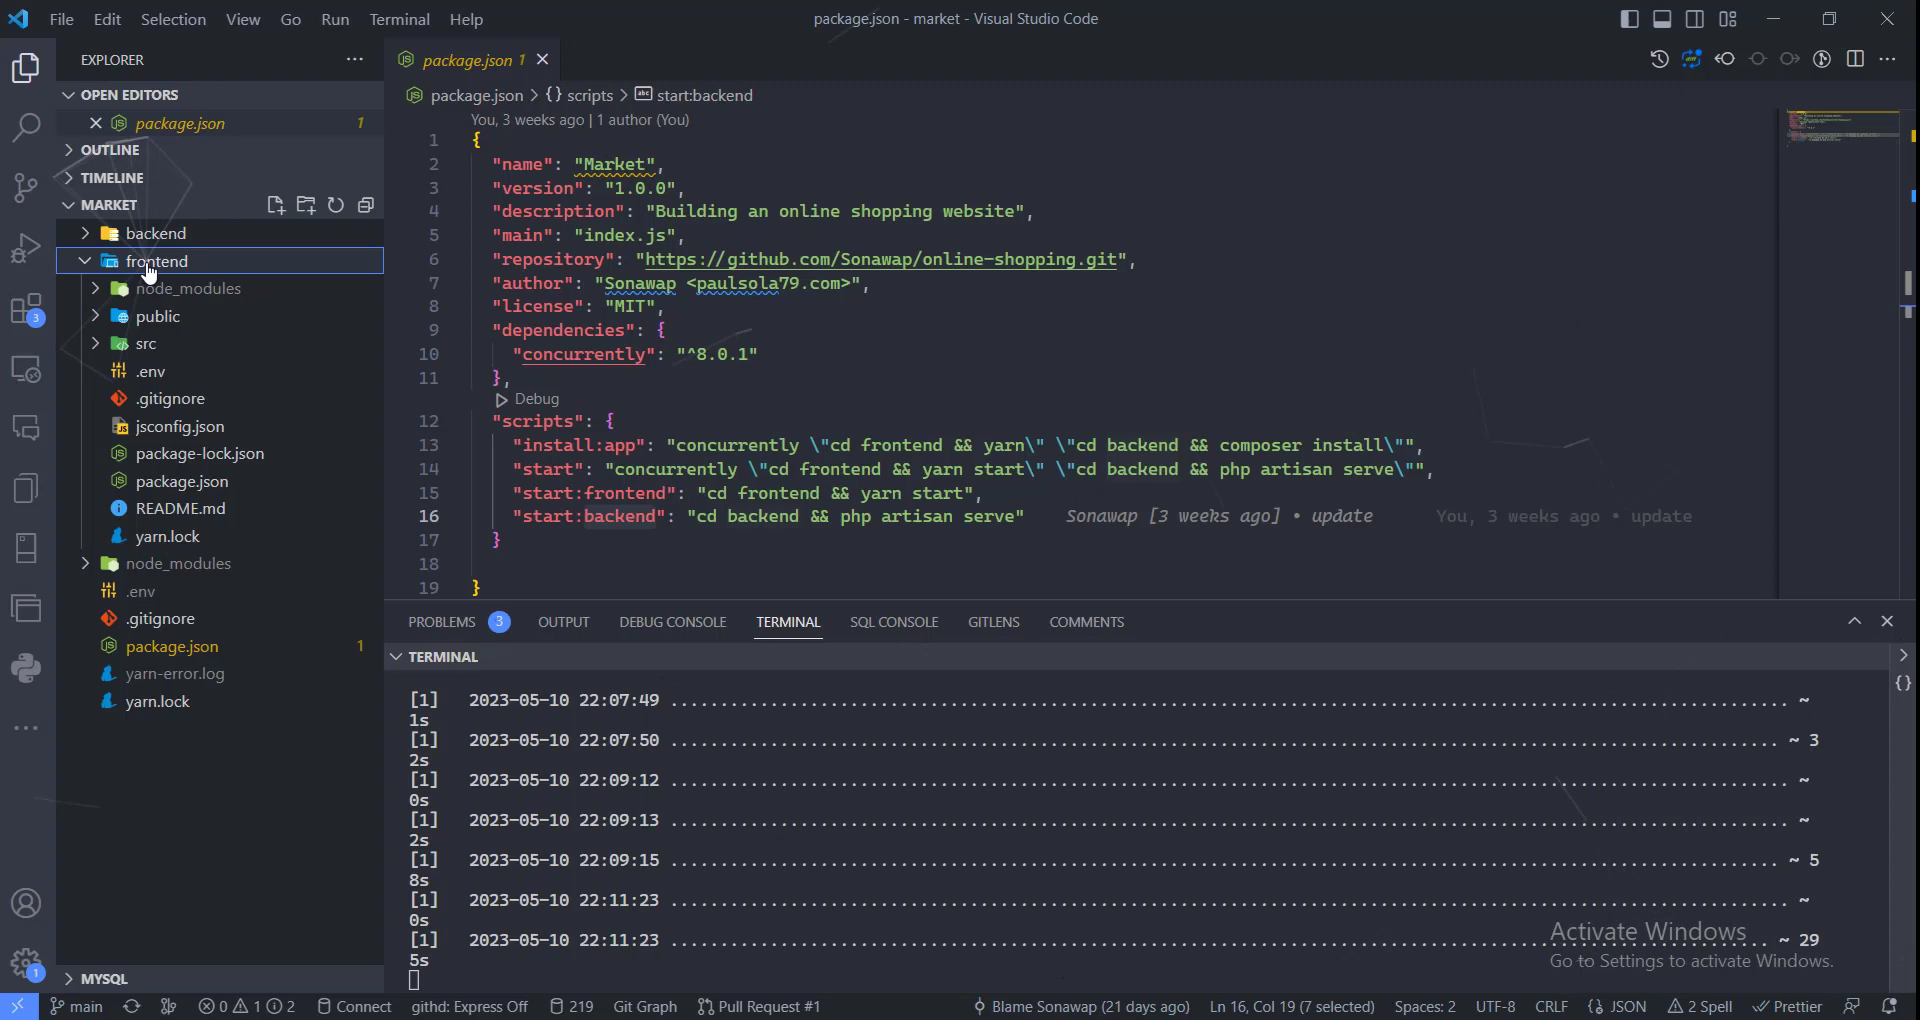 File Edit Selection View Go Run Terminal Help
package.json - market - Visual Studio Code
EXPLORER
OPEN EDITORS
package.json 1
OUTLINE
TIMELINE
MARKET
backend
frontend
node_modules
public
src
.env
.gitignore
jsconfig.json
package-lock.json
package.json
README.md
yarn.lock
node_modules
.env
.gitignore
package.json 1
yarn-error.log
yarn.lock
MYSQL
3
1
package.json 1
package.json > {} scripts > abc start:backend
You, 3 weeks ago | 1 author (You)
1 {
2 "name": "Market",
3 "version": "1.0.0",
4 "description": "Building an online shopping website",
5 "main": "index.js",
6 "repository": "https://github.com/Sonawap/online-shopping.git",
7 "author": "Sonawap <paulsola79.com>",
8 "license": "MIT",
9 "dependencies": {
10 "concurrently": "^8.0.1"
11 },
Debug
12 "scripts": {
13 "install:app": "concurrently \"cd frontend && yarn\" \"cd backend && composer install\"",
14 "start": "concurrently \"cd frontend && yarn start\" \"cd backend && php artisan serve\"",
15 "start:frontend": "cd frontend && yarn start",
16 "start:backend": "cd backend && php artisan serve" Sonawap [3 weeks ago] • update You, 3 weeks ago • update
17 }
18
19 }
PROBLEMS 3 OUTPUT DEBUG CONSOLE TERMINAL SQL CONSOLE GITLENS COMMENTS
TERMINAL
[1] 2023-05-10 22:07:49 ........................................ ~
1s
[1] 2023-05-10 22:07:50 ........................................ ~ 3
2s
[1] 2023-05-10 22:09:12 ........................................ ~
0s
[1] 2023-05-10 22:09:13 ........................................ ~
2s
[1] 2023-05-10 22:09:15 ........................................ ~ 5
8s
[1] 2023-05-10 22:11:23 ........................................ ~
0s
[1] 2023-05-10 22:11:23 ........................................ ~ 29
5s
Activate Windows
Go to Settings to activate Windows.
main 0 1 2 Connect githd: Express Off 219 Git Graph Pull Request #1 Blame Sonawap (21 days ago) Ln 16, Col 19 (7 selected) Spaces: 2 UTF-8 CRLF {} JSON 2 Spell Prettier